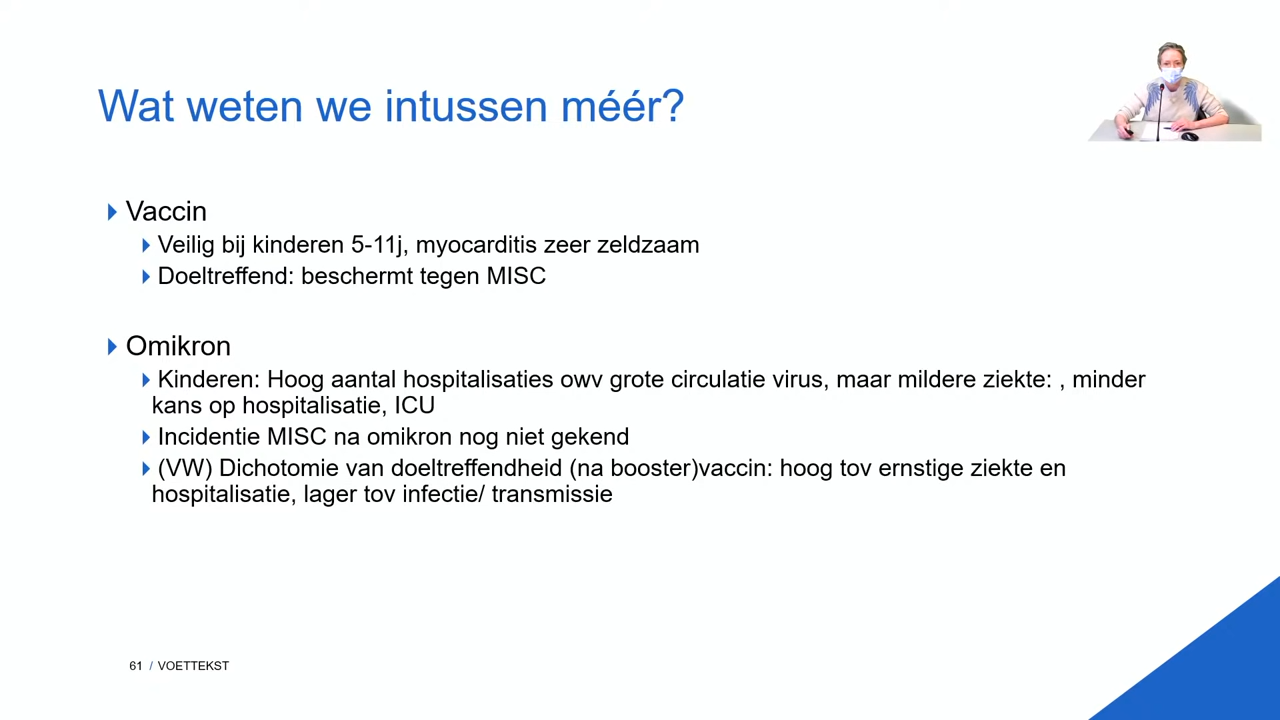 Wat weten we intussen méér?
Vaccin
Veilig bij kinderen 5-11j, myocarditis zeer zeldzaam
Doeltreffend: beschermt tegen MISC
Omikron
Kinderen: Hoog aantal hospitalisaties owv grote circulatie virus, maar mildere ziekte: , minder
kans op hospitalisatie, ICU
Incidentie MISC na omikron nog niet gekend
(VW) Dichotomie van doeltreffendheid (na booster)vaccin: hoog tov ernstige ziekte en
hospitalisatie, lager tov infectie/ transmissie
61 / VOETTEKST